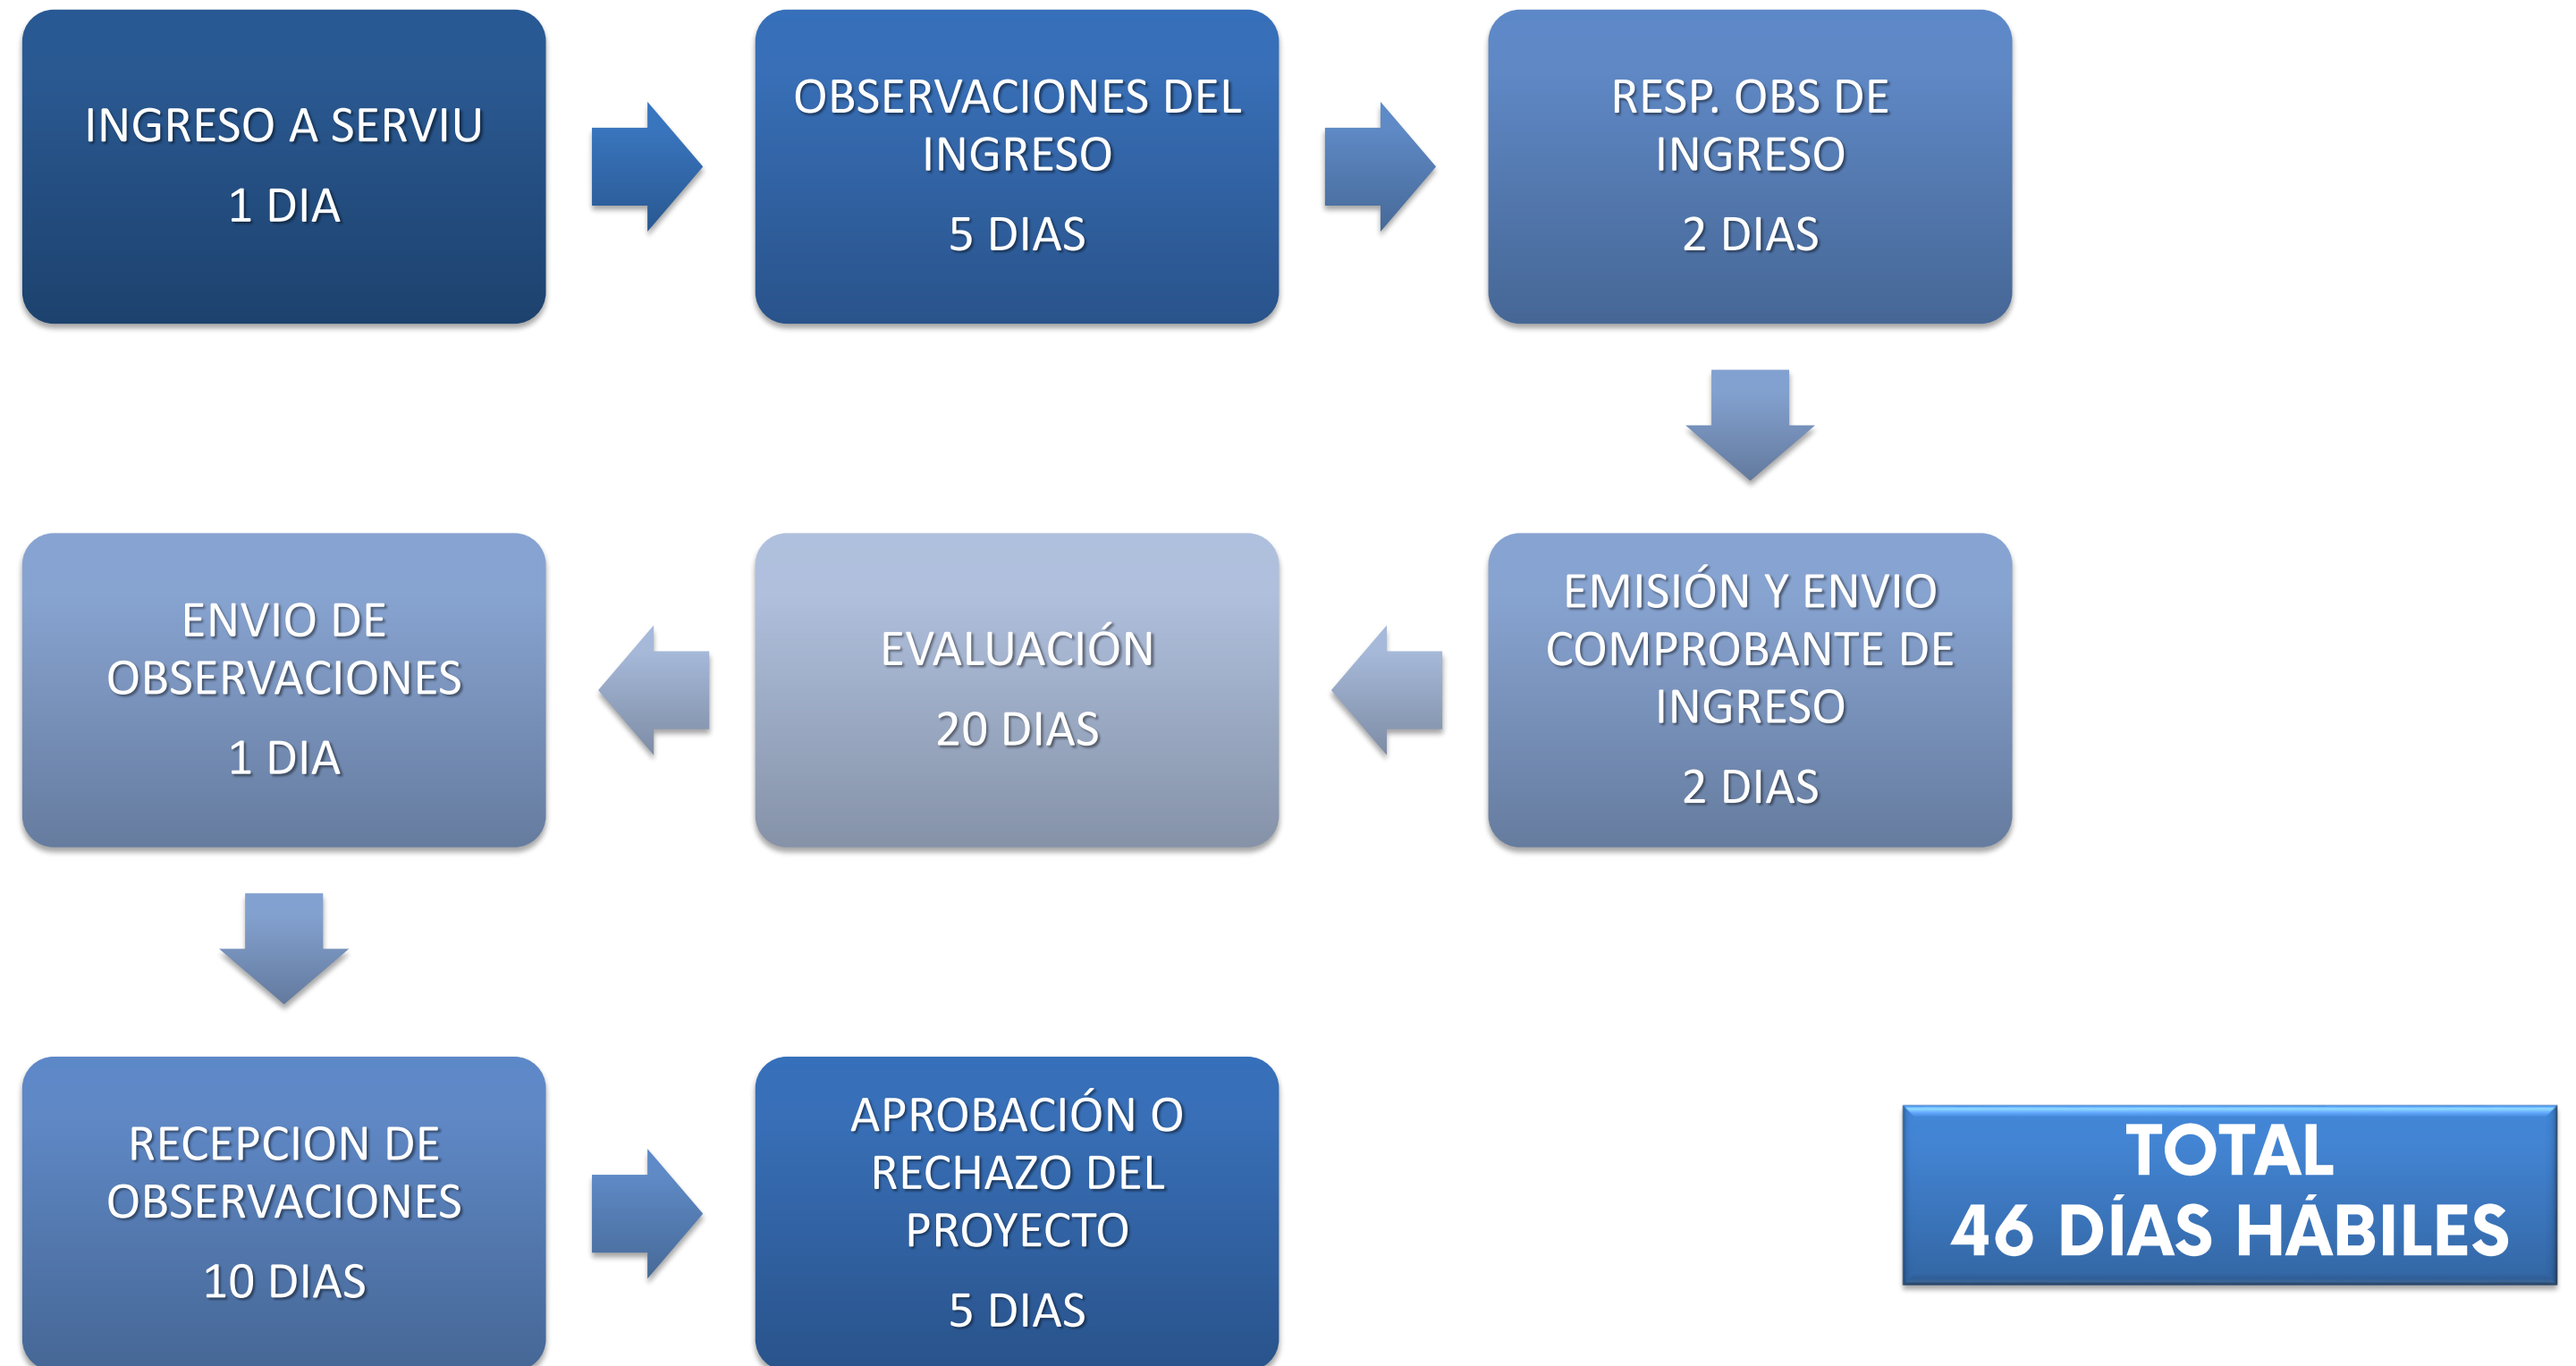 INGRESO A SERVIU
1 DIA
OBSERVACIONES DEL
INGRESO
5 DIAS
RESP. OBS DE
INGRESO
2 DIAS
EMISIÓN Y ENVIO
COMPROBANTE DE
INGRESO
2 DIAS
EVALUACIÓN
20 DIAS
ENVIO DE
OBSERVACIONES
1 DIA
RECEPCION DE
OBSERVACIONES
10 DIAS
APROBACIÓN O
RECHAZO DEL
PROYECTO
5 DIAS
TOTAL
46 DÍAS HÁBILES